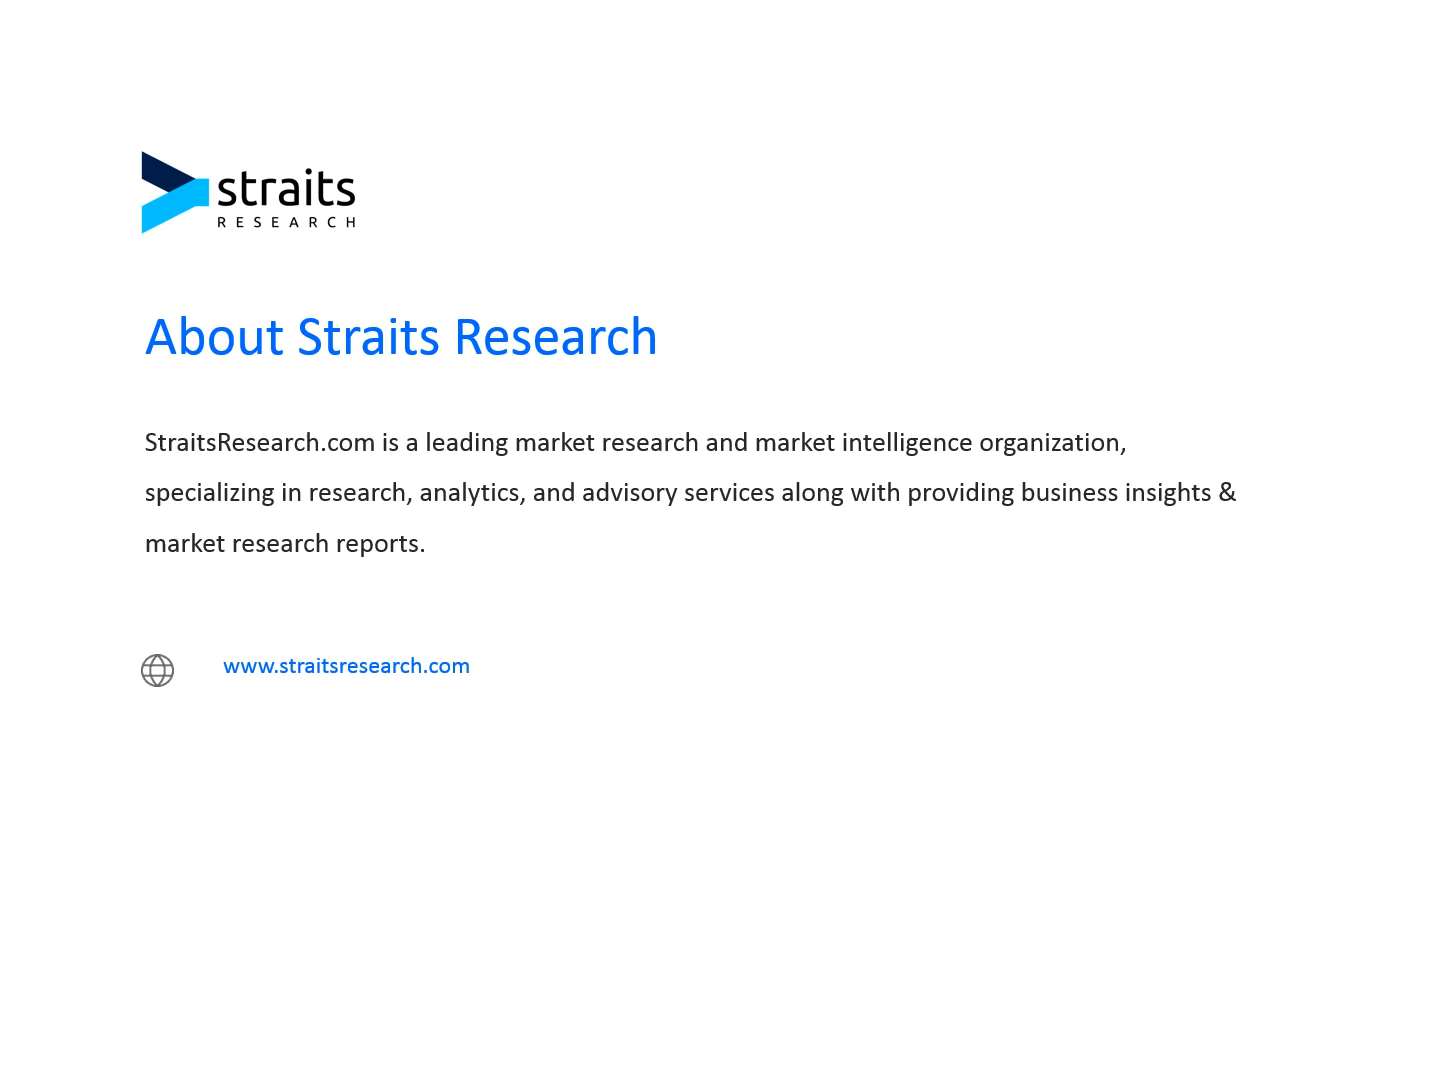 straits
RESEARCH
About Straits Research
StraitsResearch.com is a leading market research and market intelligence organization,
specializing in research, analytics, and advisory services along with providing business insights &
market research reports.
www.straitsresearch.com